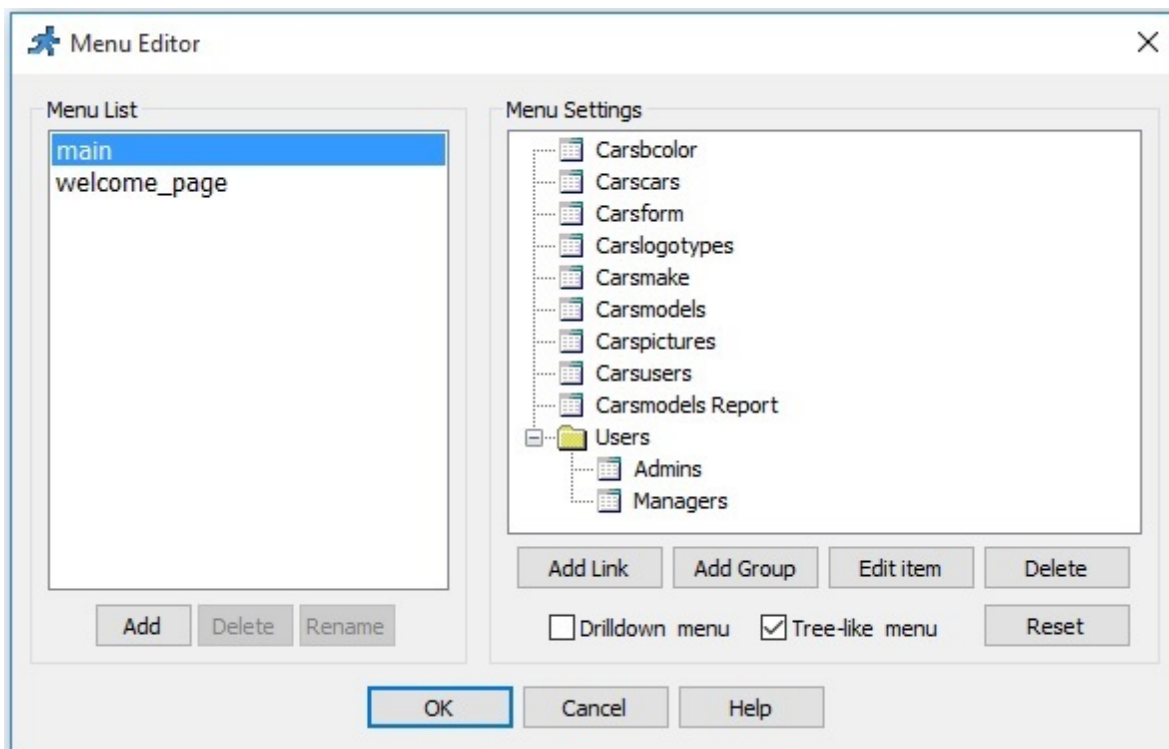 Menu Editor
Menu List
main
welcome_page
Add
Delete
Rename
Menu Settings
Carsbcolor
Carscars
Carsform
Carslogotypes
Carsmake
Carsmodels
Carspictures
Carsusers
Carsmodels Report
Users
Admins
Managers
Add Link
Add Group
Edit item
Delete
Drilldown menu
Tree-like menu
Reset
OK
Cancel
Help